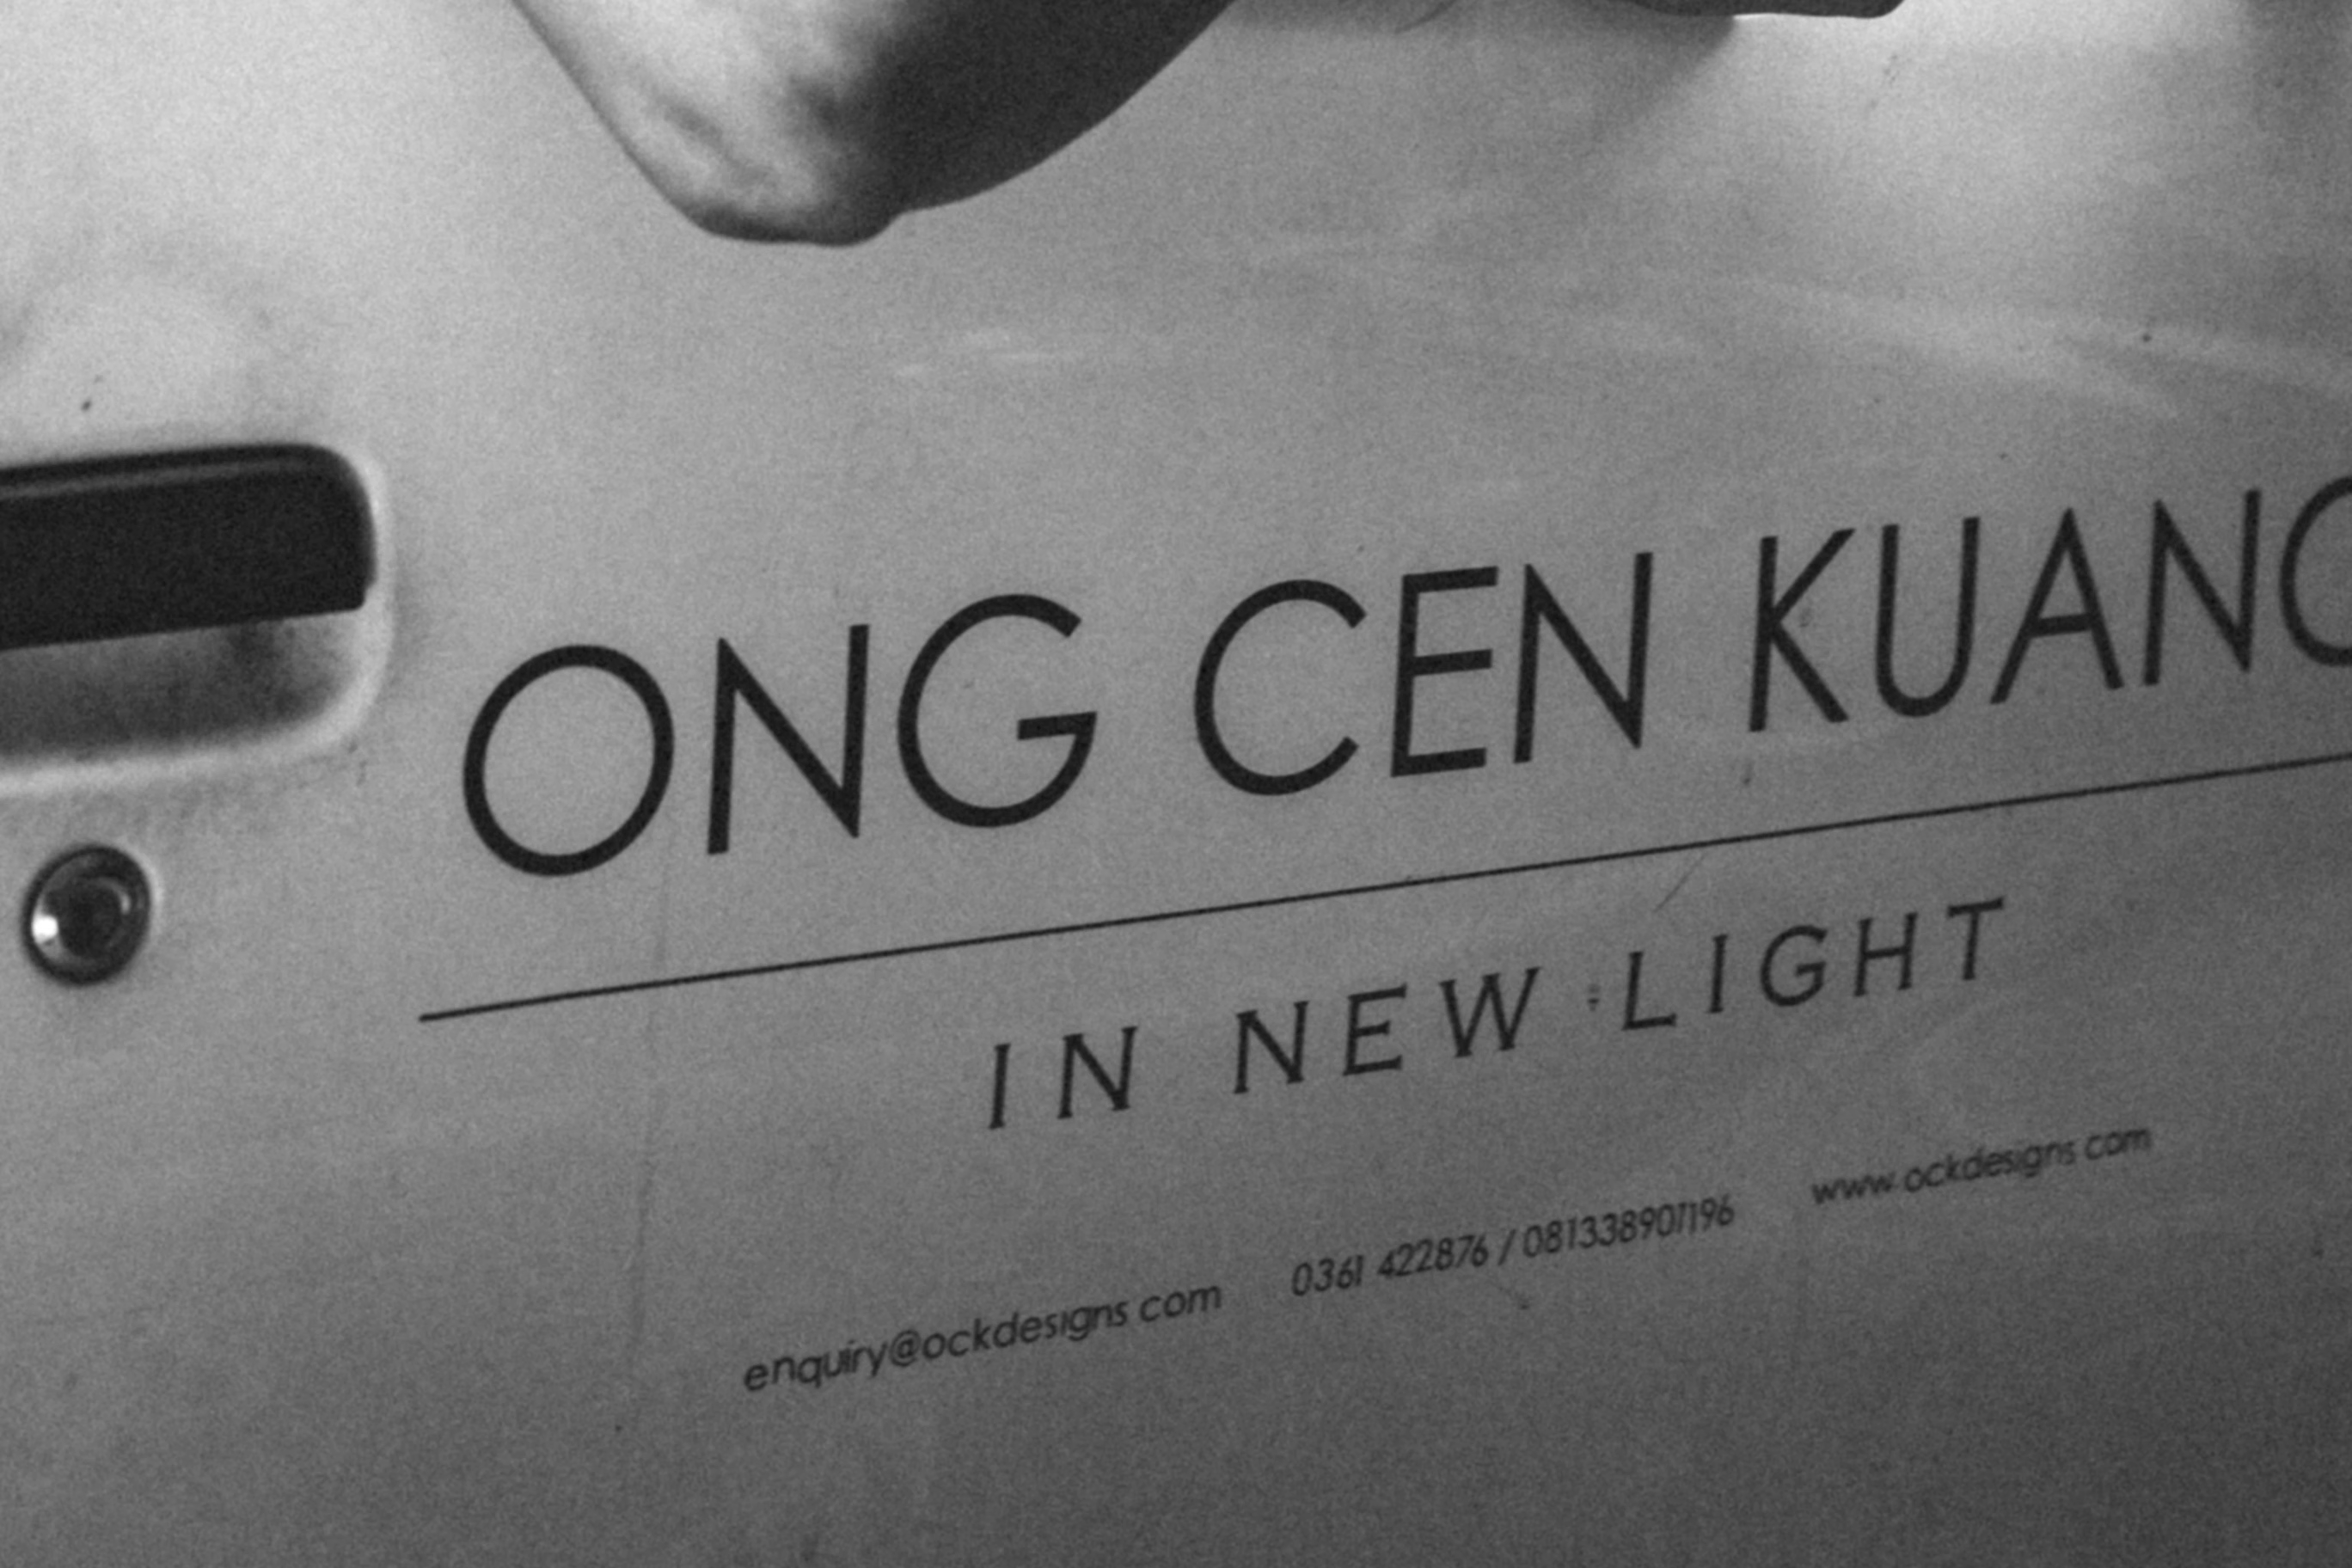 ONG CEN KUANG
IN NEW LIGHT
enquiry@ockdesigns com 0361 422876 / 081338901196 www.ockdesigns com